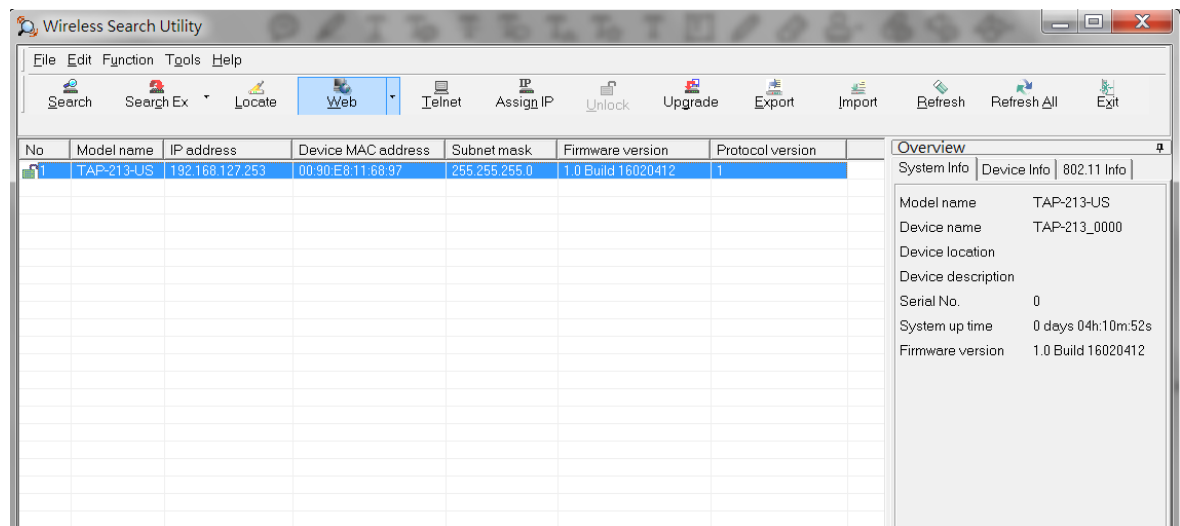 Wireless Search Utility
File Edit Function Tools Help
Search Search Ex Locate Web Telnet Assign IP Unlock Upgrade Export Import Refresh Refresh All Exit
No Model name IP address Device MAC address Subnet mask Firmware version Protocol version
1 TAP-213-US 192.168.127.253 00:90:E8:11:68:97 255.255.255.0 1.0 Build 16020412 1
Overview
System Info Device Info 802.11 Info
Model name TAP-213-US
Device name TAP-213_0000
Device location
Device description
Serial No. 0
System up time 0 days 04h:10m:52s
Firmware version 1.0 Build 16020412